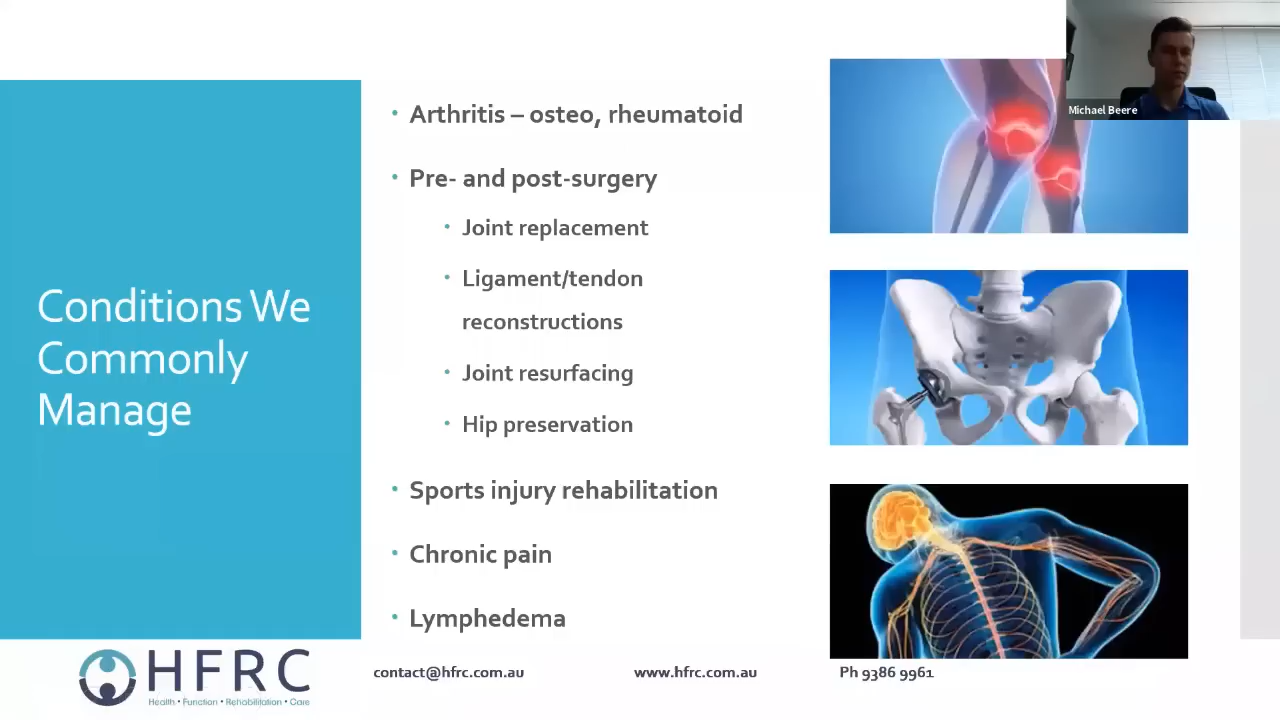 Conditions We
Commonly
Manage
• Arthritis – osteo, rheumatoid
• Pre- and post-surgery
• Joint replacement
• Ligament/tendon
reconstructions
• Joint resurfacing
• Hip preservation
• Sports injury rehabilitation
• Chronic pain
• Lymphedema
Michael Beere
HFRC
Health • Function • Rehabilitation • Care
contact@hfrc.com.au
www.hfrc.com.au
Ph 9386 9961